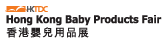 HKTDC
Hong Kong Baby Products Fair
香港嬰兒用品展